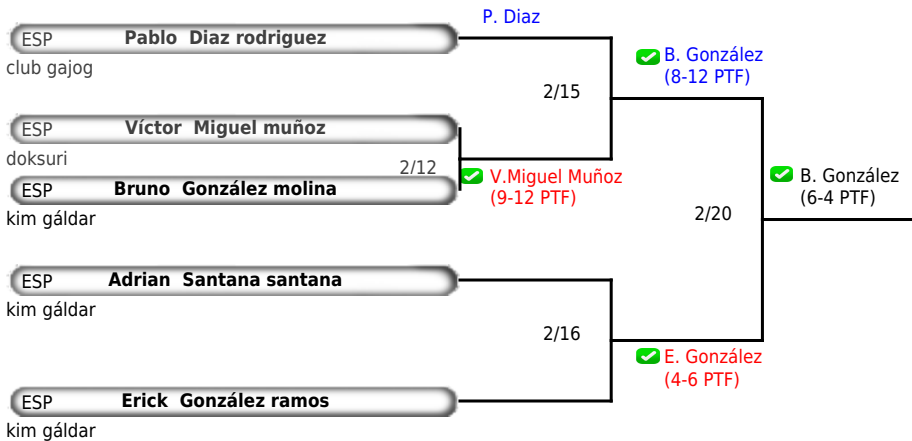 P. Diaz
ESP Pablo Diaz rodriguez
club gajog
B. González
(8-12 PTF)
2/15
ESP Víctor Miguel muñoz
doksuri
2/12
V.Miguel Muñoz
(9-12 PTF)
ESP Bruno González molina
kim gáldar
B. González
(6-4 PTF)
2/20
ESP Adrian Santana santana
kim gáldar
2/16
E. González
(4-6 PTF)
ESP Erick González ramos
kim gáldar